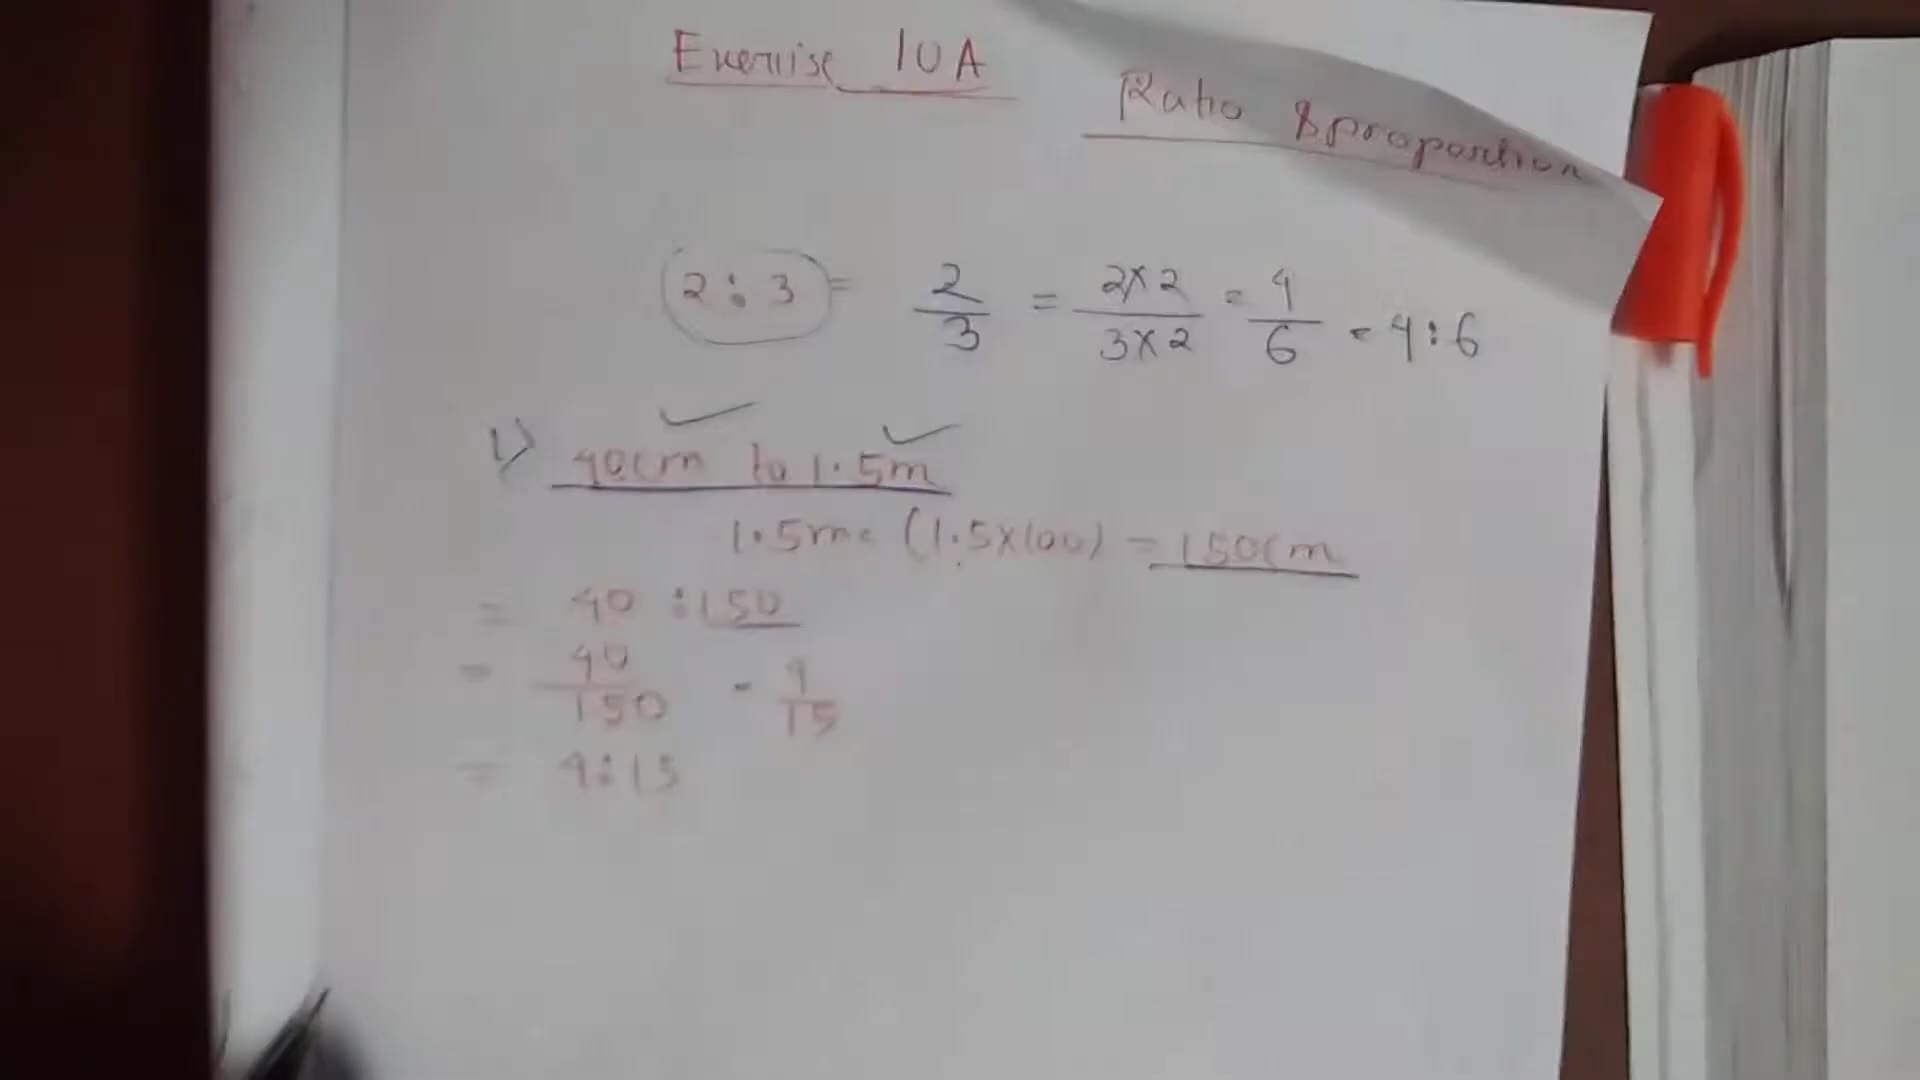 Exercise 10A
Ratio & proportion
2 : 3 = 2/3 = 2×2/3×2 = 4/6 = 4:6
1) 40cm to 1.5m
1.5m = (1.5×100) = 150cm
= 40 : 150
= 40/150 = 4/15
= 4:15